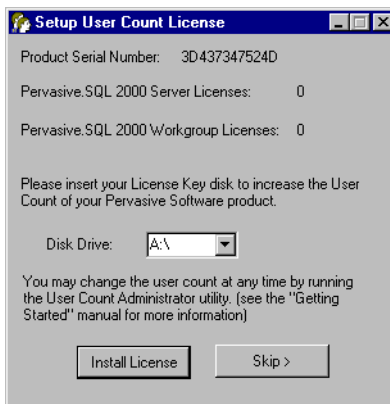 Setup User Count License
Product Serial Number: 3D437347524D
Pervasive.SQL 2000 Server Licenses: 0
Pervasive.SQL 2000 Workgroup Licenses: 0
Please insert your License Key disk to increase the User
Count of your Pervasive Software product.
Disk Drive: A:\
You may change the user count at any time by running
the User Count Administrator utility. (see the "Getting
Started" manual for more information)
Install License Skip >